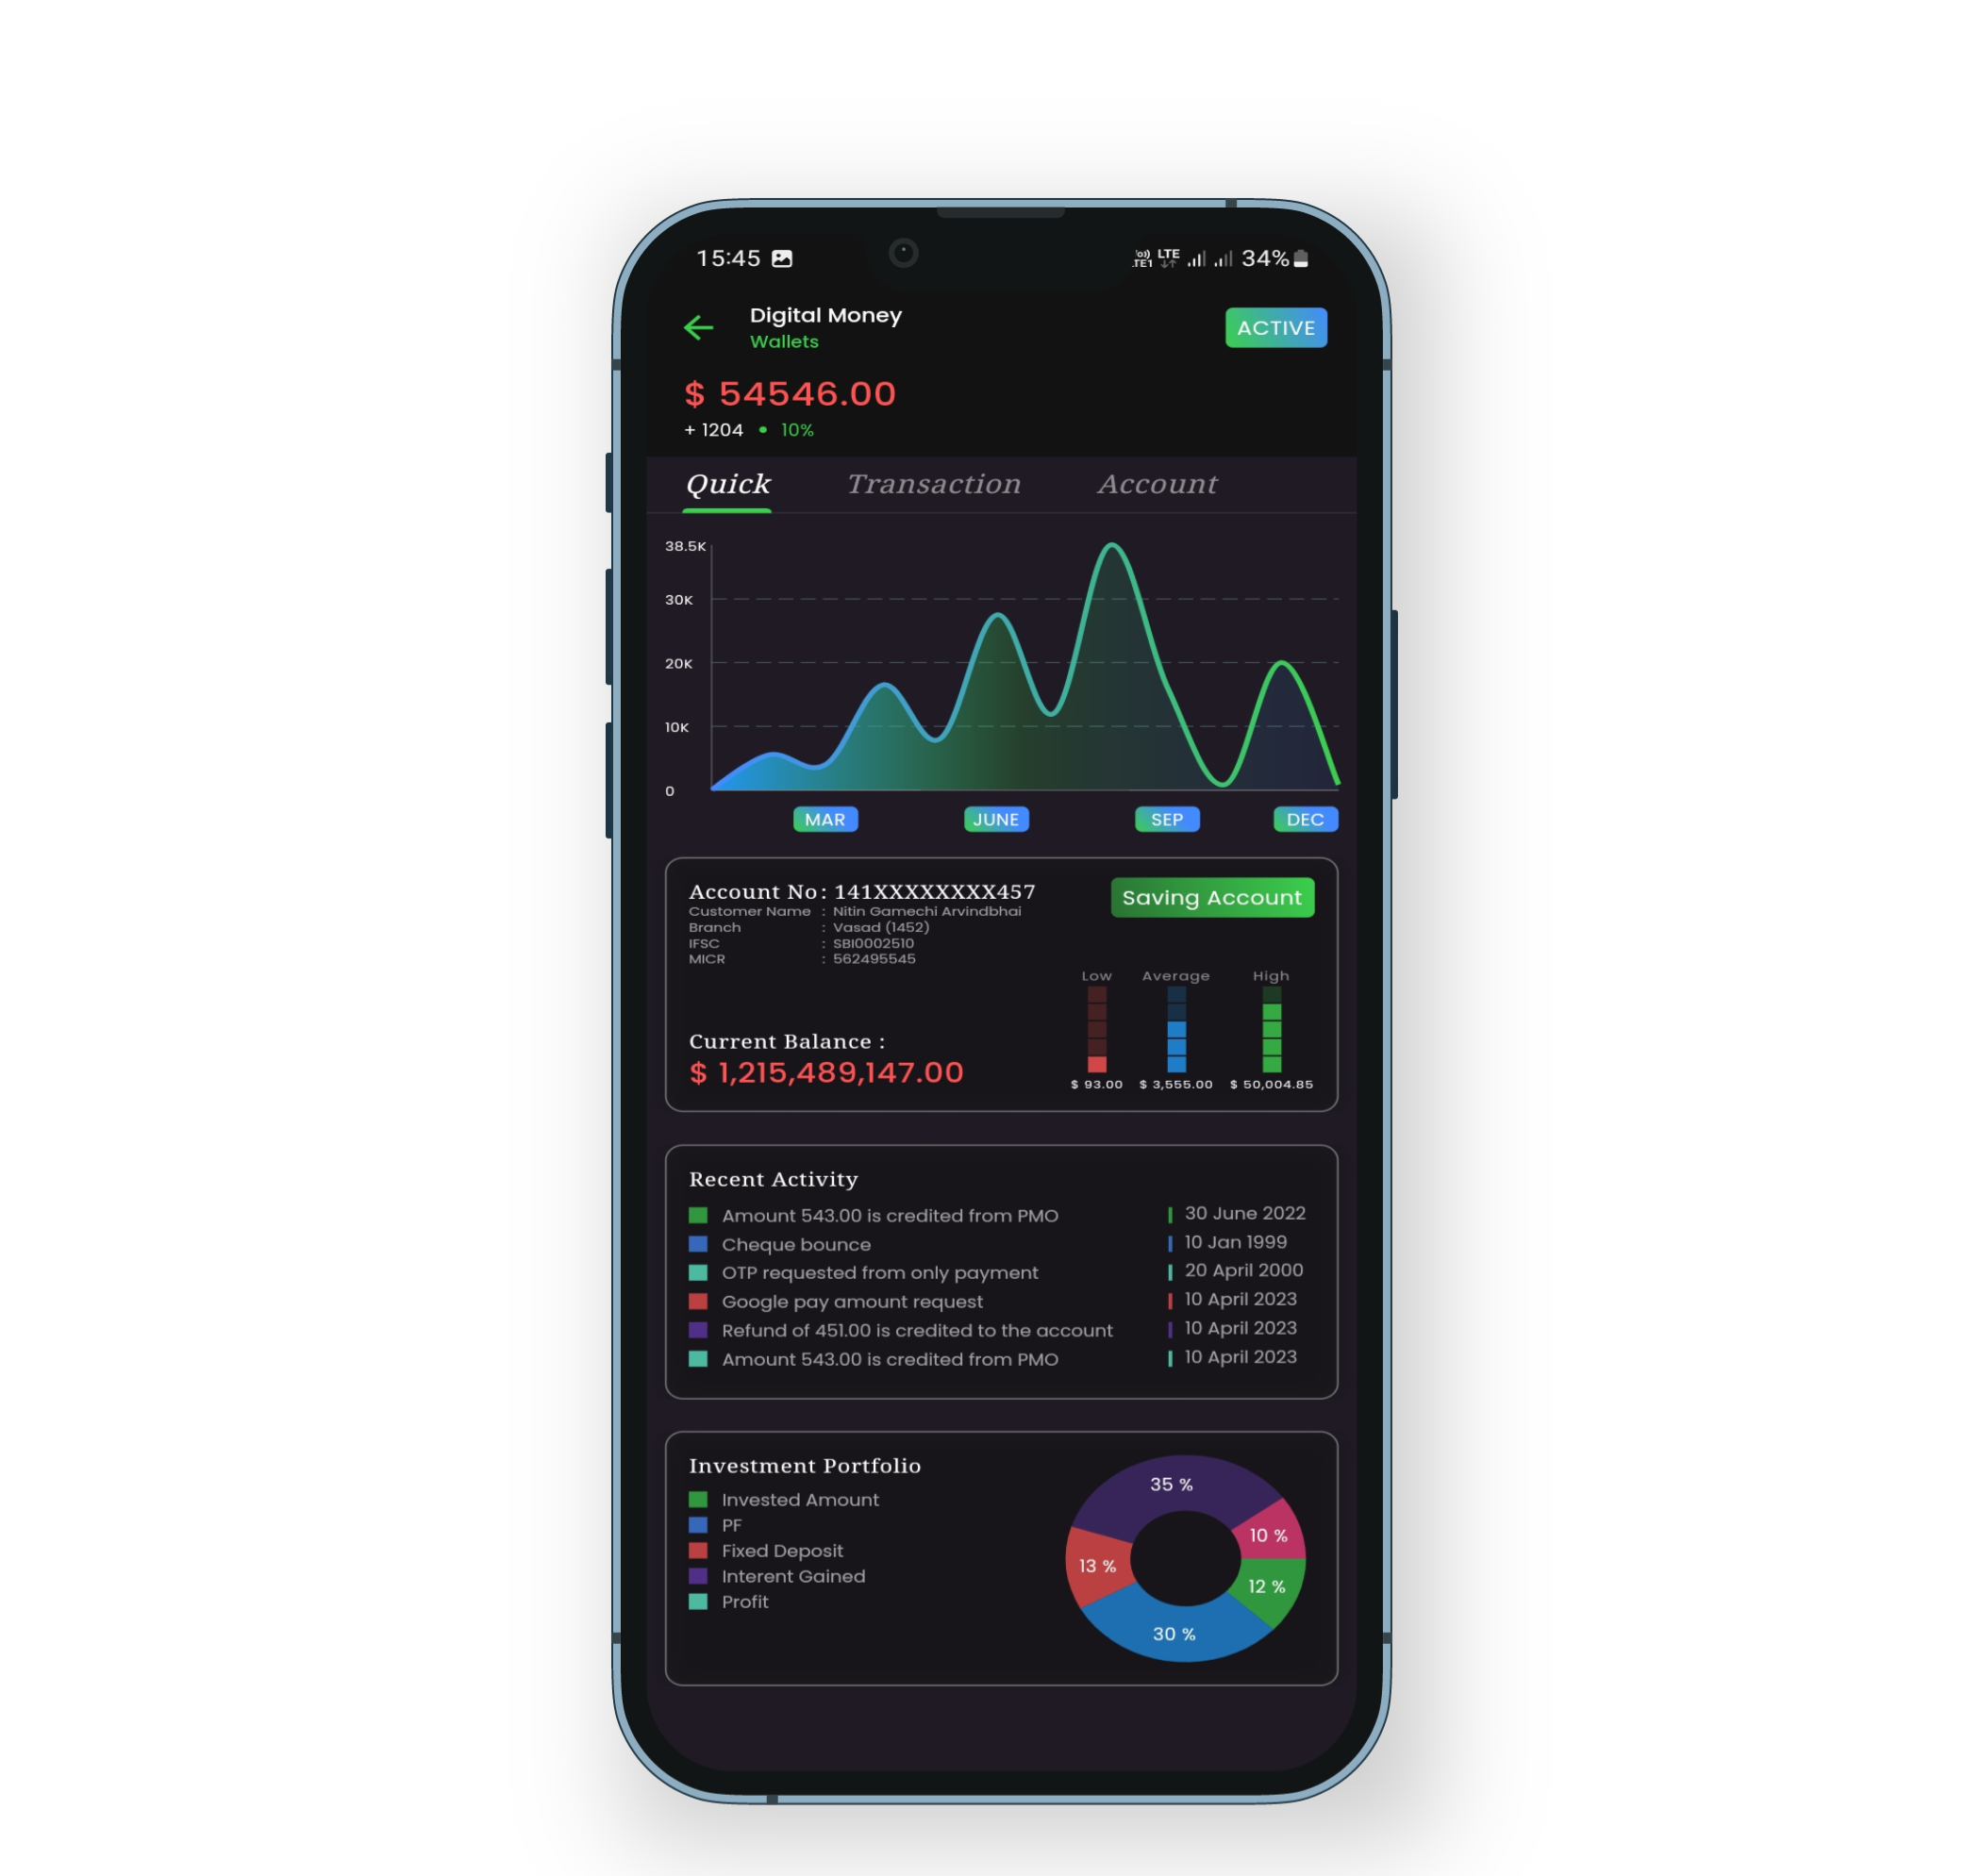 15:45 LTE 34%
Digital Money
Wallets
ACTIVE
$ 54546.00
+ 1204 • 10%
Quick Transaction Account
38.5K
30K
20K
10K
0
MAR JUNE SEP DEC
Account No : 141XXXXXXXX457
Saving Account
Customer Name : Nitin Gamechi Arvindbhai
Branch : Vasad (1452)
IFSC : SBI0002510
MICR : 562495545
Low Average High
Current Balance :
$ 1,215,489,147.00
$ 93.00 $ 3,555.00 $ 50,004.85
Recent Activity
Amount 543.00 is credited from PMO 30 June 2022
Cheque bounce 10 Jan 1999
OTP requested from only payment 20 April 2000
Google pay amount request 10 April 2023
Refund of 451.00 is credited to the account 10 April 2023
Amount 543.00 is credited from PMO 10 April 2023
Investment Portfolio
Invested Amount
PF
Fixed Deposit
Interent Gained
Profit
35 %
10 %
13 %
12 %
30 %